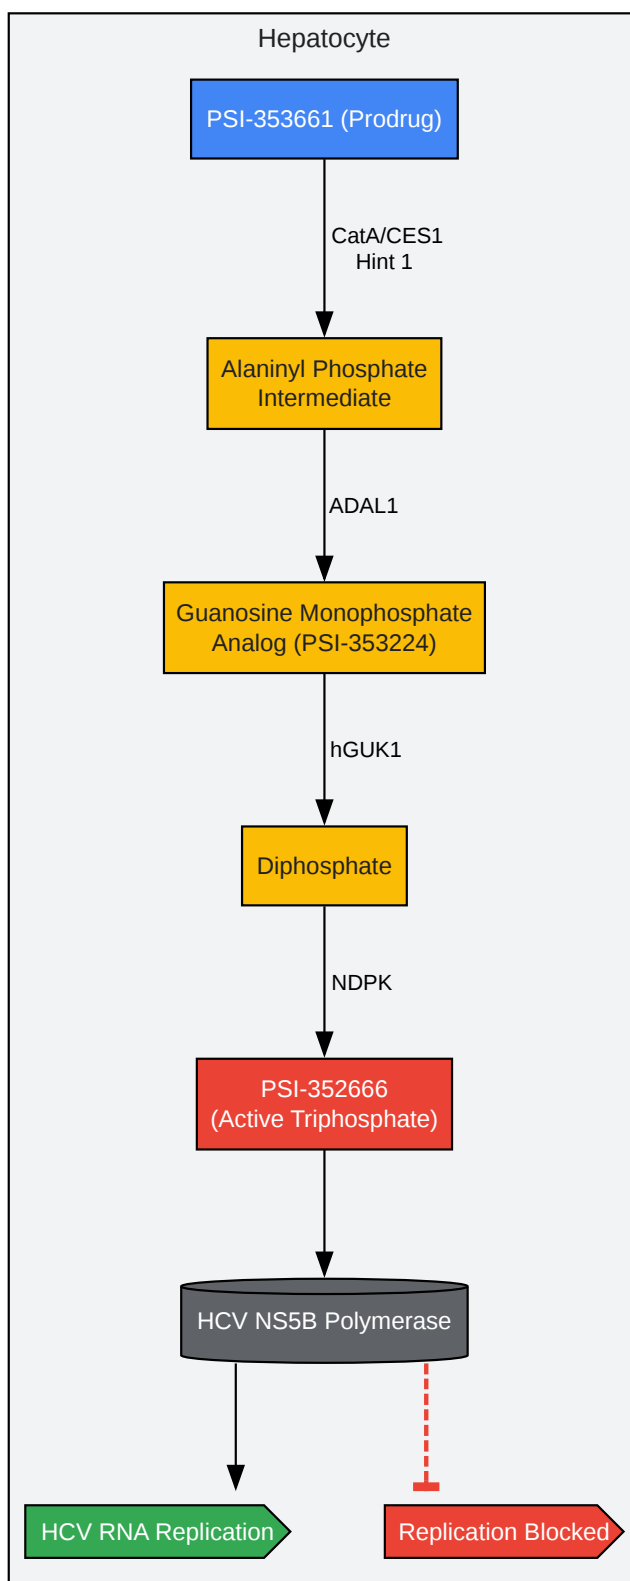 Hepatocyte
PSI-353661 (Prodrug)
CatA/CES1
Hint 1
Alaninyl Phosphate
Intermediate
ADAL1
Guanosine Monophosphate
Analog (PSI-353224)
hGUK1
Diphosphate
NDPK
PSI-352666
(Active Triphosphate)
HCV NS5B Polymerase
HCV RNA Replication
Replication Blocked